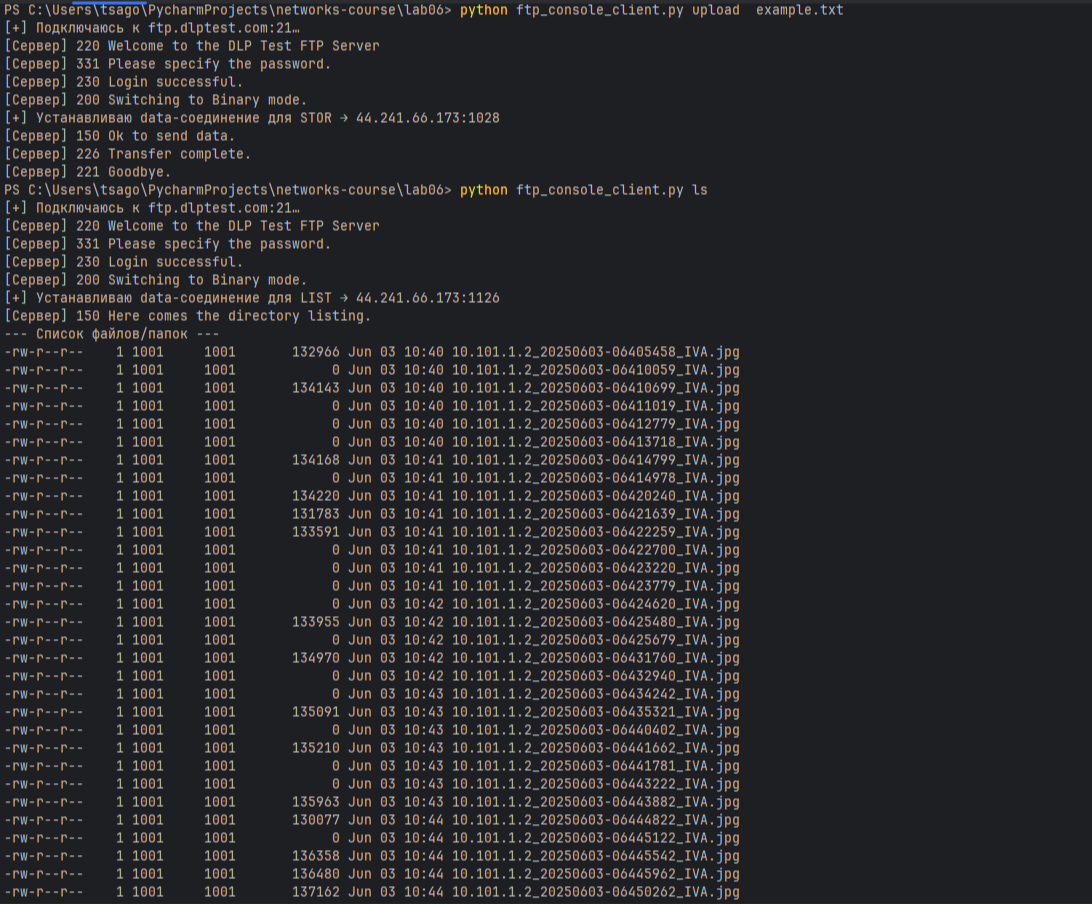 PS C:\Users\tsago\PycharmProjects\networks-course\lab06> python ftp_console_client.py upload  example.txt
[+] Подключаюсь к ftp.dlptest.com:21…
[Сервер] 220 Welcome to the DLP Test FTP Server
[Сервер] 331 Please specify the password.
[Сервер] 230 Login successful.
[Сервер] 200 Switching to Binary mode.
[+] Устанавливаю data-соединение для STOR → 44.241.66.173:1028
[Сервер] 150 Ok to send data.
[Сервер] 226 Transfer complete.
[Сервер] 221 Goodbye.
PS C:\Users\tsago\PycharmProjects\networks-course\lab06> python ftp_console_client.py ls
[+] Подключаюсь к ftp.dlptest.com:21…
[Сервер] 220 Welcome to the DLP Test FTP Server
[Сервер] 331 Please specify the password.
[Сервер] 230 Login successful.
[Сервер] 200 Switching to Binary mode.
[+] Устанавливаю data-соединение для LIST → 44.241.66.173:1126
[Сервер] 150 Here comes the directory listing.
--- Список файлов/папок ---
-rw-r--r--    1 1001     1001       132966 Jun 03 10:40 10.101.1.2_20250603-06405458_IVA.jpg
-rw-r--r--    1 1001     1001            0 Jun 03 10:40 10.101.1.2_20250603-06410059_IVA.jpg
-rw-r--r--    1 1001     1001       134143 Jun 03 10:40 10.101.1.2_20250603-06410699_IVA.jpg
-rw-r--r--    1 1001     1001            0 Jun 03 10:40 10.101.1.2_20250603-06411019_IVA.jpg
-rw-r--r--    1 1001     1001            0 Jun 03 10:40 10.101.1.2_20250603-06412779_IVA.jpg
-rw-r--r--    1 1001     1001            0 Jun 03 10:40 10.101.1.2_20250603-06413718_IVA.jpg
-rw-r--r--    1 1001     1001       134168 Jun 03 10:41 10.101.1.2_20250603-06414799_IVA.jpg
-rw-r--r--    1 1001     1001            0 Jun 03 10:41 10.101.1.2_20250603-06414978_IVA.jpg
-rw-r--r--    1 1001     1001       134220 Jun 03 10:41 10.101.1.2_20250603-06420240_IVA.jpg
-rw-r--r--    1 1001     1001       131783 Jun 03 10:41 10.101.1.2_20250603-06421639_IVA.jpg
-rw-r--r--    1 1001     1001       133591 Jun 03 10:41 10.101.1.2_20250603-06422259_IVA.jpg
-rw-r--r--    1 1001     1001            0 Jun 03 10:41 10.101.1.2_20250603-06422700_IVA.jpg
-rw-r--r--    1 1001     1001            0 Jun 03 10:41 10.101.1.2_20250603-06423220_IVA.jpg
-rw-r--r--    1 1001     1001            0 Jun 03 10:41 10.101.1.2_20250603-06423779_IVA.jpg
-rw-r--r--    1 1001     1001            0 Jun 03 10:42 10.101.1.2_20250603-06424620_IVA.jpg
-rw-r--r--    1 1001     1001       133955 Jun 03 10:42 10.101.1.2_20250603-06425480_IVA.jpg
-rw-r--r--    1 1001     1001            0 Jun 03 10:42 10.101.1.2_20250603-06425679_IVA.jpg
-rw-r--r--    1 1001     1001       134970 Jun 03 10:42 10.101.1.2_20250603-06431760_IVA.jpg
-rw-r--r--    1 1001     1001            0 Jun 03 10:42 10.101.1.2_20250603-06432940_IVA.jpg
-rw-r--r--    1 1001     1001            0 Jun 03 10:43 10.101.1.2_20250603-06434242_IVA.jpg
-rw-r--r--    1 1001     1001       135091 Jun 03 10:43 10.101.1.2_20250603-06435321_IVA.jpg
-rw-r--r--    1 1001     1001            0 Jun 03 10:43 10.101.1.2_20250603-06440402_IVA.jpg
-rw-r--r--    1 1001     1001       135210 Jun 03 10:43 10.101.1.2_20250603-06441662_IVA.jpg
-rw-r--r--    1 1001     1001            0 Jun 03 10:43 10.101.1.2_20250603-06441781_IVA.jpg
-rw-r--r--    1 1001     1001            0 Jun 03 10:43 10.101.1.2_20250603-06443222_IVA.jpg
-rw-r--r--    1 1001     1001       135963 Jun 03 10:43 10.101.1.2_20250603-06443882_IVA.jpg
-rw-r--r--    1 1001     1001       130077 Jun 03 10:44 10.101.1.2_20250603-06444822_IVA.jpg
-rw-r--r--    1 1001     1001            0 Jun 03 10:44 10.101.1.2_20250603-06445122_IVA.jpg
-rw-r--r--    1 1001     1001       136358 Jun 03 10:44 10.101.1.2_20250603-06445542_IVA.jpg
-rw-r--r--    1 1001     1001       136480 Jun 03 10:44 10.101.1.2_20250603-06445962_IVA.jpg
-rw-r--r--    1 1001     1001       137162 Jun 03 10:44 10.101.1.2_20250603-06450262_IVA.jpg